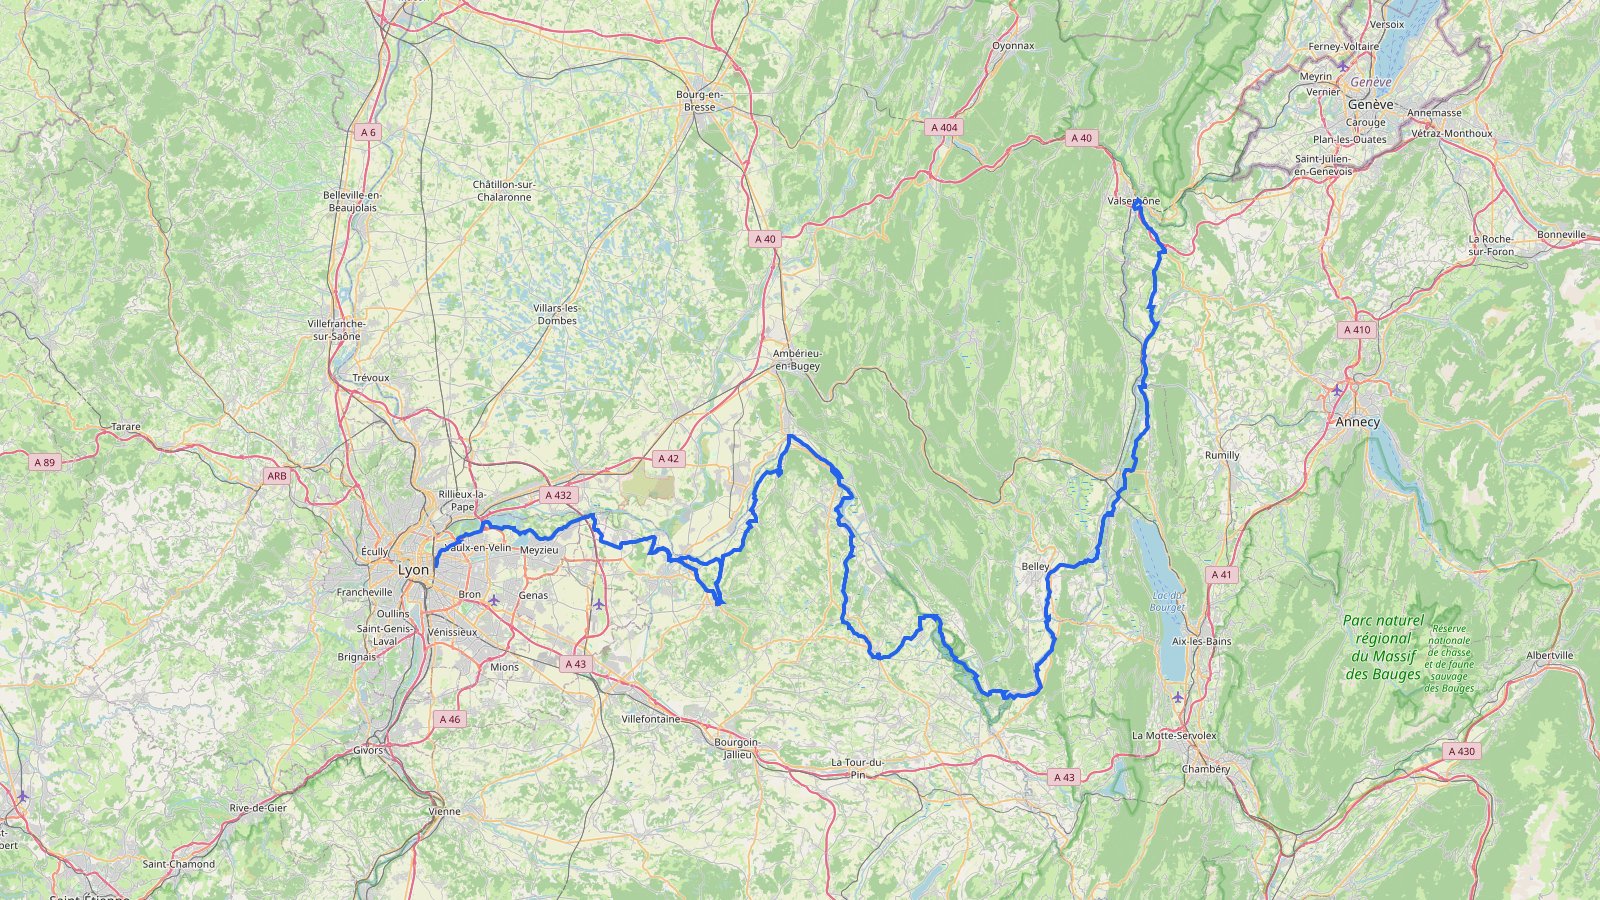 Versoix
Ferney-Voltaire
Oyonnax
Meyrin
Vernier
Genève
Genève
Carouge
Annemasse
Plan-les-Ouates
Vétraz-Monthoux
Bourg-en-
Bresse
A 6
A 404
A 40
Saint-Julien-
en-Genevois
Châtillon-sur-
Chalaronne
Belleville-en-
Beaujolais
A 40
La Roche-
sur-Foron
Bonneville
Villars-les-
Dombes
Villefranche-
sur-Saône
A 410
Ambérieu-
en-Bugey
Trévoux
Annecy
Tarare
A 89
A 42
Rumilly
ARB
Rillieux-la-
Pape
A 432
Écully
Vaulx-en-Velin
Meyzieu
Lyon
Francheville
Bron
Genas
Belley
A 41
Lac du
Bourget
Oullins
Saint-Genis-
Laval
Vénissieux
Brignais
Mions
A 43
Aix-les-Bains
Parc naturel
régional
du Massif
des Bauges
Réserve
nationale
de chasse
et de faune
sauvage
des Bauges
Albertville
A 46
Villefontaine
Givors
Bourgoin-
Jallieu
La Tour-du-
Pin
La Motte-Servolex
A 430
A 43
Chambéry
Rive-de-Gier
Vienne
Saint-Chamond